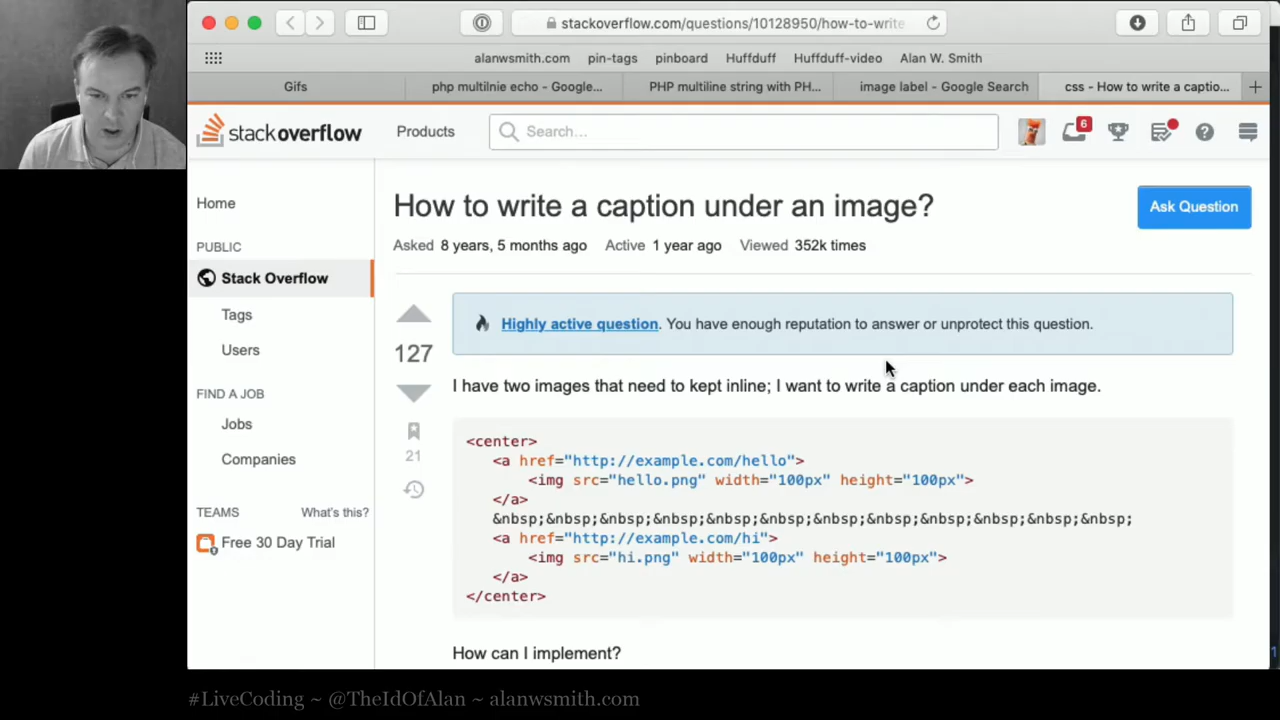 stackoverflow.com/questions/10128950/how-to-write-
alanwsmith.com pin-tags pinboard Huffduff Huffduff-video Alan W. Smith
Gifs php multilnie echo - Google... PHP multiline string with PH... image label - Google Search css - How to write a captio...
stackoverflow Products Search... 6
How to write a caption under an image?
Ask Question
Asked 8 years, 5 months ago Active 1 year ago Viewed 352k times
Home
PUBLIC
Stack Overflow
Tags
Users
FIND A JOB
Jobs
Companies
TEAMS What's this?
Free 30 Day Trial
127
21
Highly active question. You have enough reputation to answer or unprotect this question.
I have two images that need to kept inline; I want to write a caption under each image.
<center>
<a href="http://example.com/hello">
<img src="hello.png" width="100px" height="100px">
</a>
&nbsp;&nbsp;&nbsp;&nbsp;&nbsp;&nbsp;&nbsp;&nbsp;&nbsp;&nbsp;&nbsp;&nbsp;
<a href="http://example.com/hi">
<img src="hi.png" width="100px" height="100px">
</a>
</center>
How can I implement?
#LiveCoding ~ @TheIdOfAlan ~ alanwsmith.com